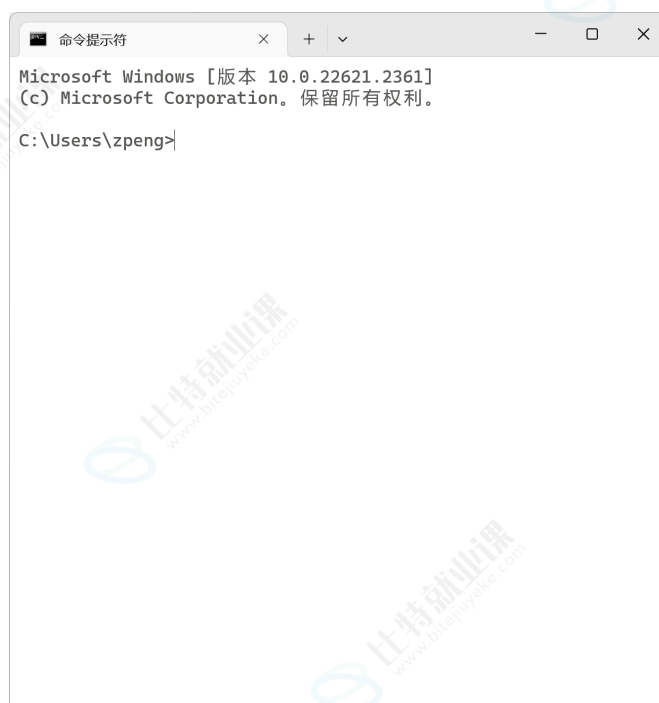 命令提示符
Microsoft Windows [版本 10.0.22621.2361]
(c) Microsoft Corporation。保留所有权利。
C:\Users\zpeng>
比特就业课
www.bitejiuyeke.com
比特就业课
www.bitejiuyeke.com